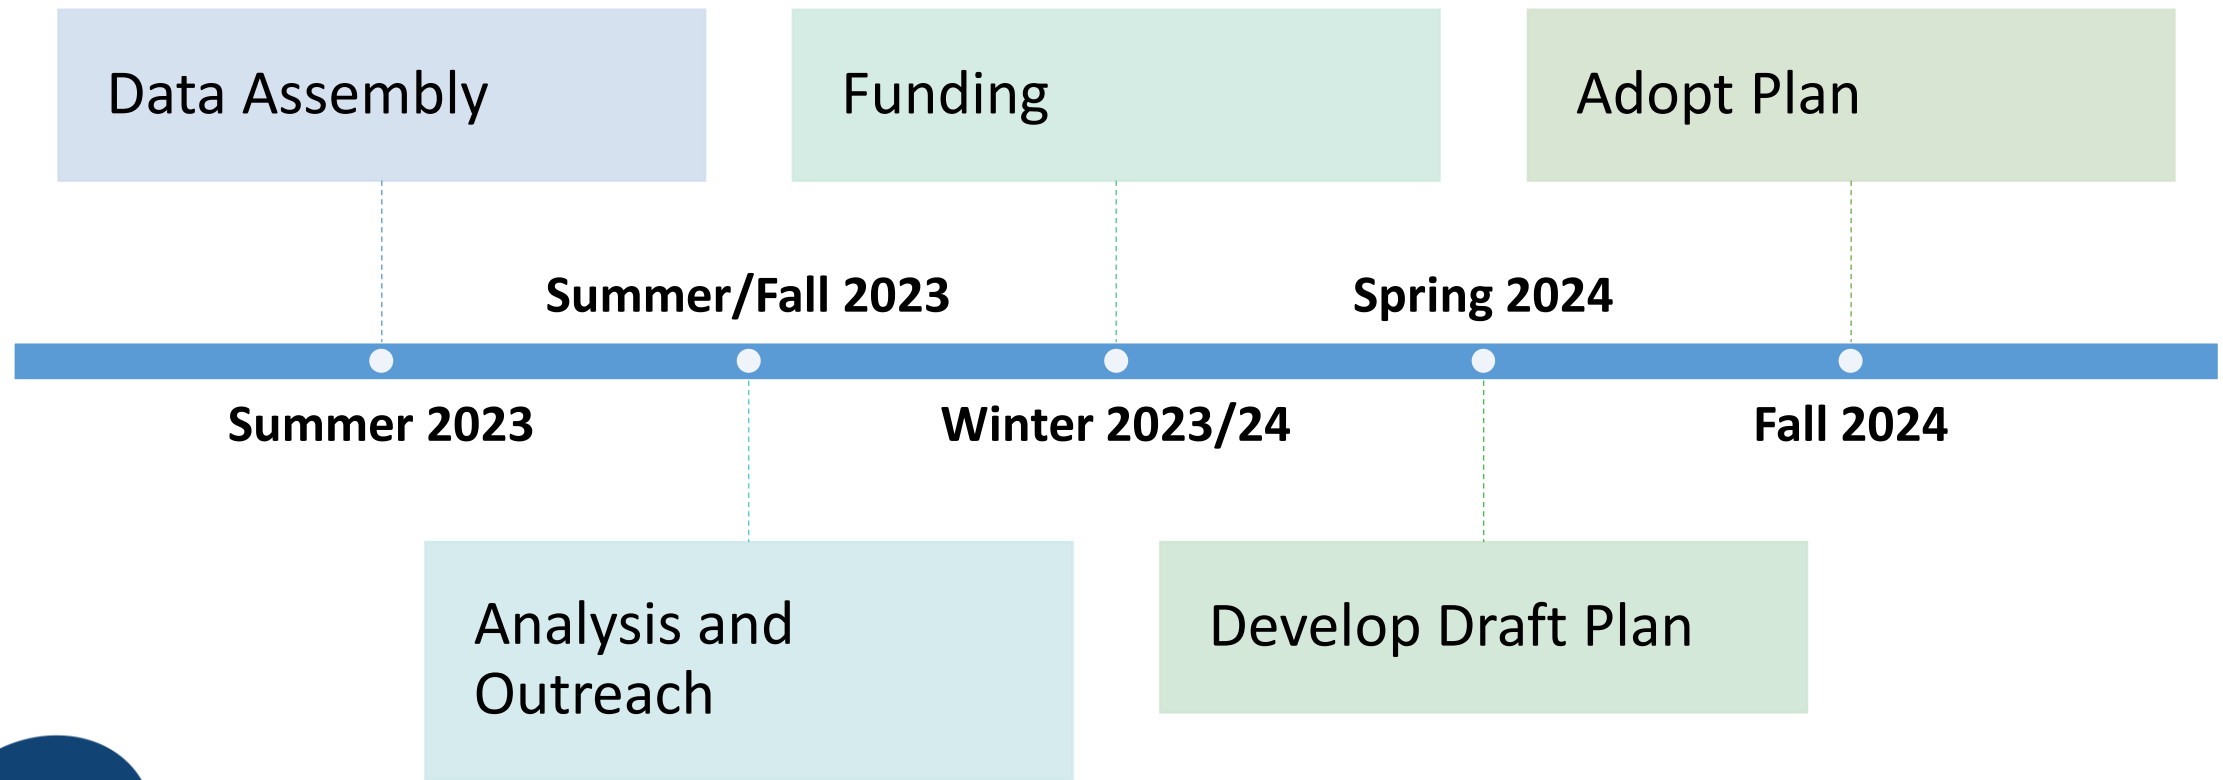 Data Assembly
Funding
Adopt Plan
Summer/Fall 2023
Spring 2024
Summer 2023
Winter 2023/24
Fall 2024
Analysis and
Outreach
Develop Draft Plan